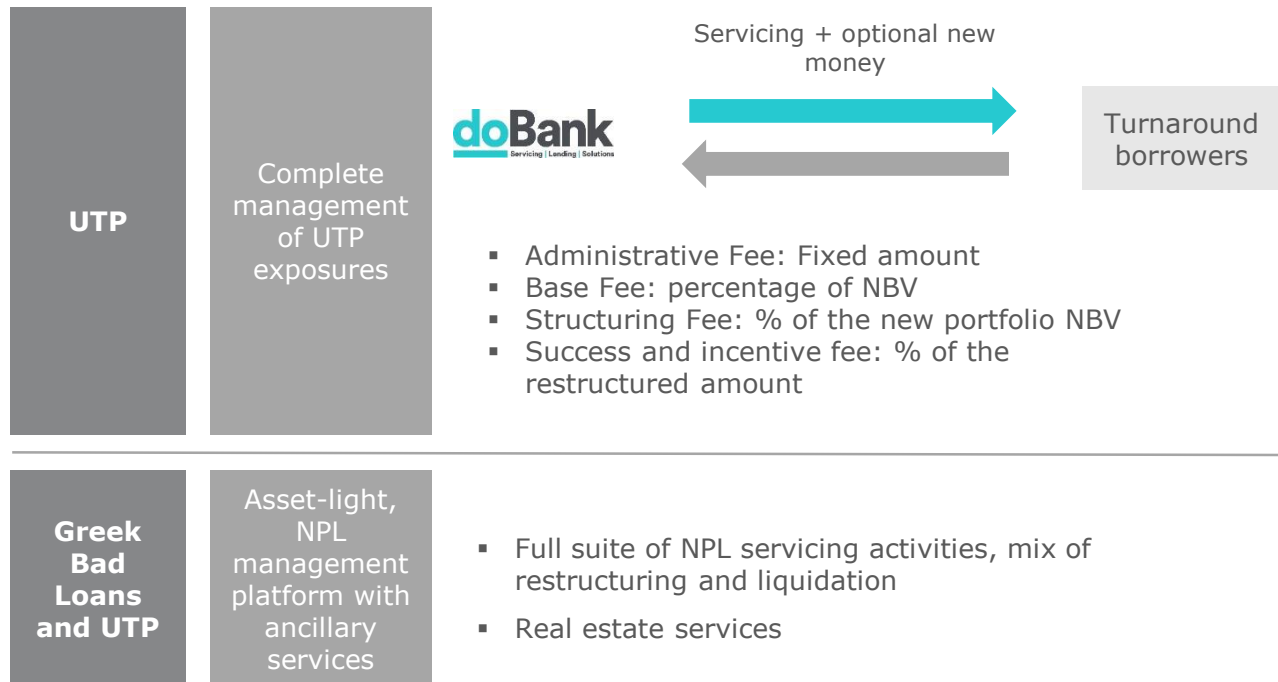 UTP
Complete
management
of UTP
exposures
Servicing + optional new
money
doBank
Servicing | Lending | Solutions
Turnaround
borrowers
▪ Administrative Fee: Fixed amount
▪ Base Fee: percentage of NBV
▪ Structuring Fee: % of the new portfolio NBV
▪ Success and incentive fee: % of the
restructured amount
Greek
Bad
Loans
and UTP
Asset-light,
NPL
management
platform with
ancillary
services
▪ Full suite of NPL servicing activities, mix of
restructuring and liquidation
▪ Real estate services